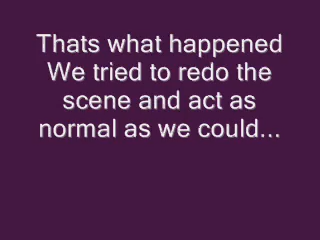 Thats what happened
We tried to redo the
scene and act as
normal as we could...